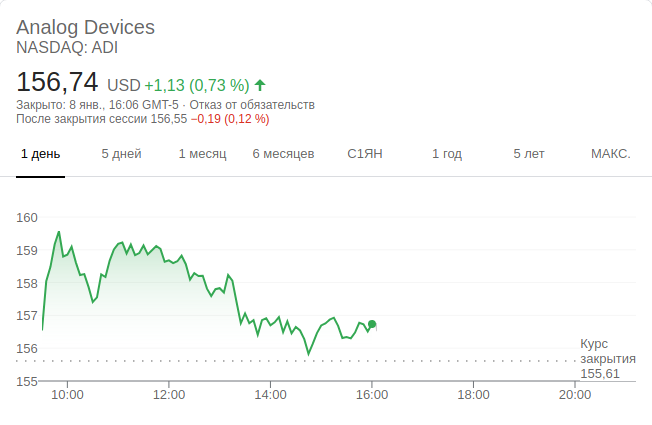 Analog Devices
NASDAQ: ADI
156,74 USD +1,13 (0,73 %)
Закрыто: 8 янв., 16:06 GMT-5 · Отказ от обязательств
После закрытия сессии 156,55 −0,19 (0,12 %)
1 день 5 дней 1 месяц 6 месяцев С1ЯН 1 год 5 лет МАКС.
160
159
158
157
156
155
Курс
закрытия
155,61
10:00 12:00 14:00 16:00 18:00 20:00